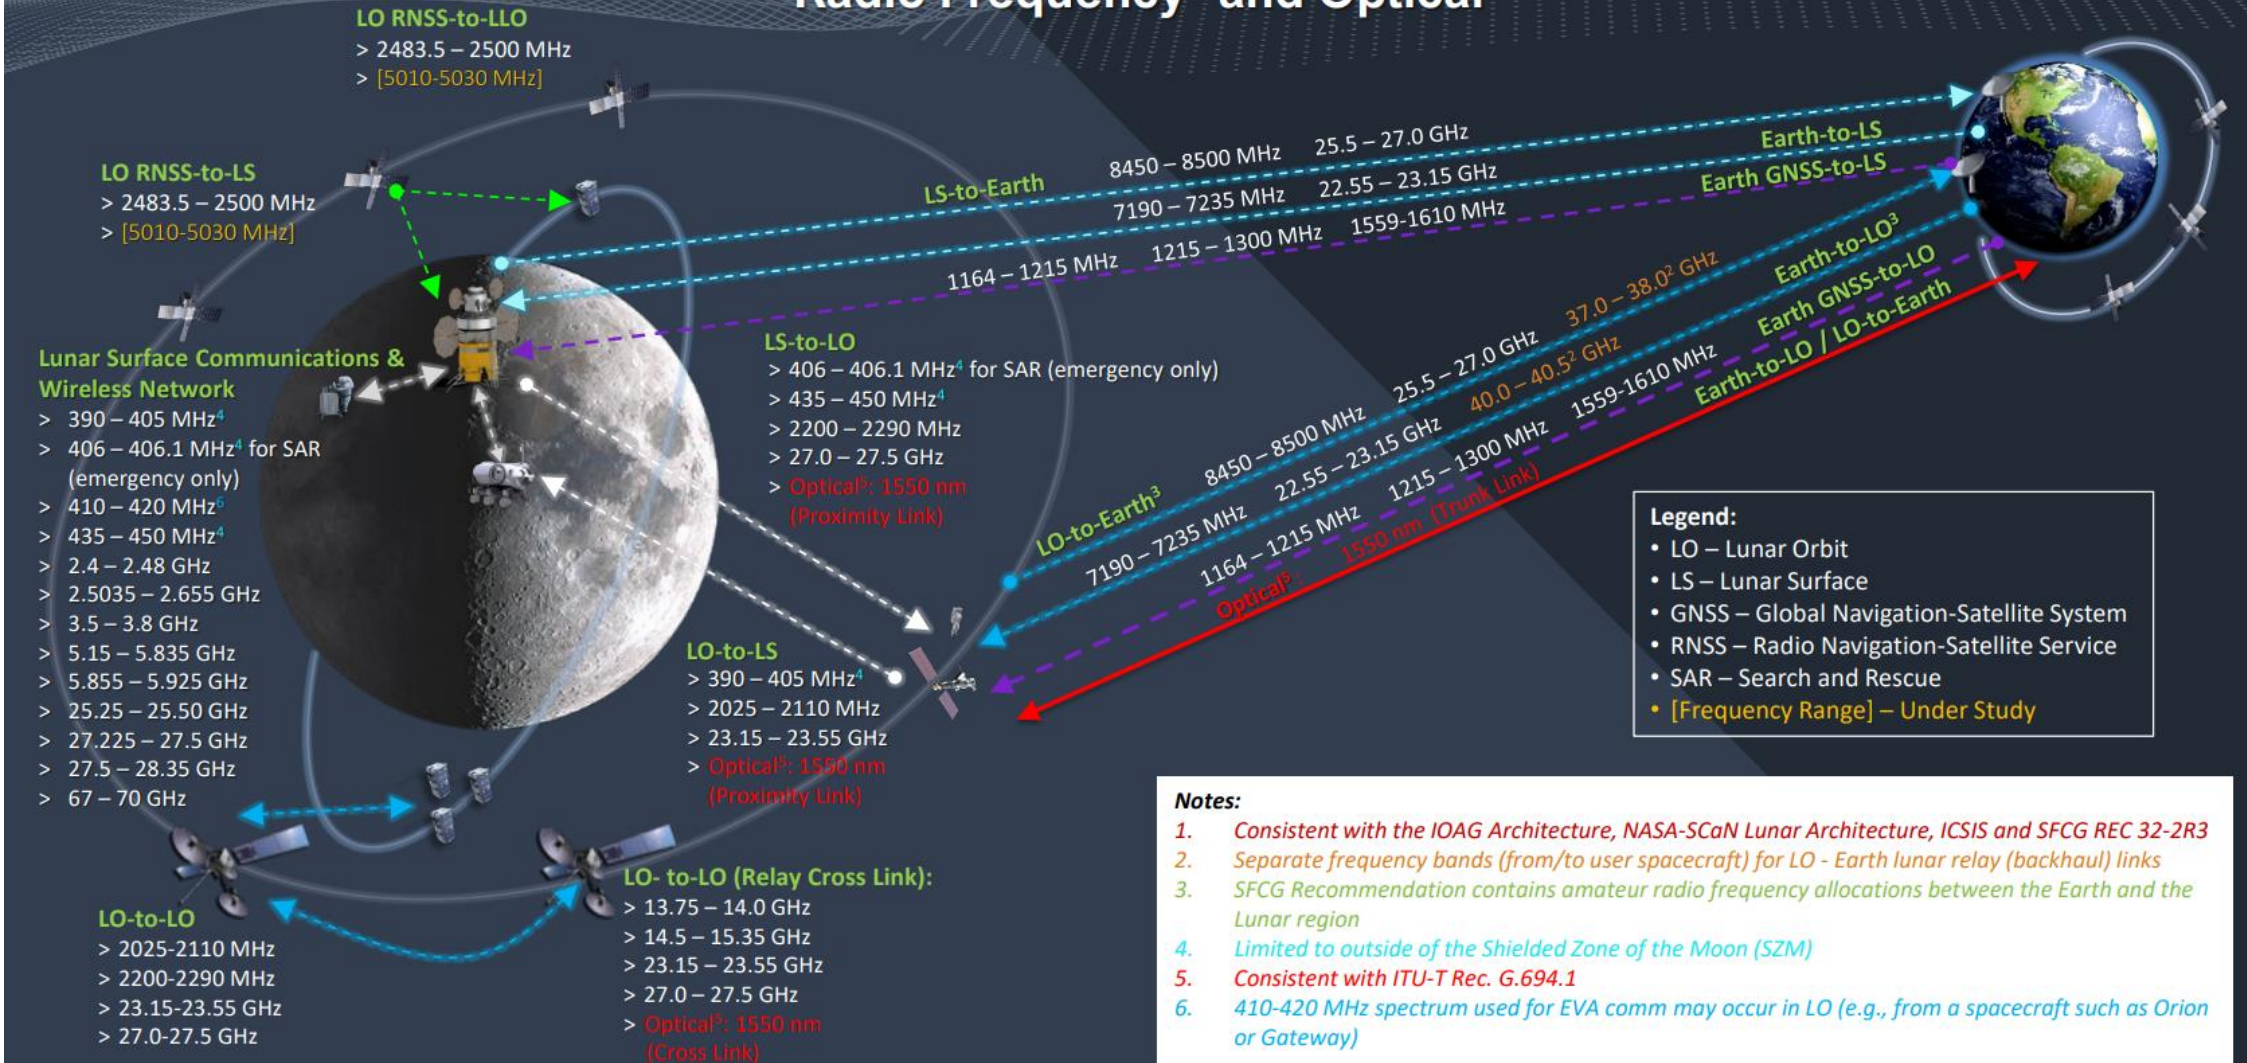 Radio Frequency and Optical
LO RNSS-to-LLO
> 2483.5 – 2500 MHz
> [5010-5030 MHz]
LO RNSS-to-LS
> 2483.5 – 2500 MHz
> [5010-5030 MHz]
LS-to-Earth 8450 – 8500 MHz 25.5 – 27.0 GHz
7190 – 7235 MHz 22.55 – 23.15 GHz Earth-to-LS
1164 – 1215 MHz 1215 – 1300 MHz 1559-1610 MHz Earth GNSS-to-LS
Lunar Surface Communications &
Wireless Network
> 390 – 405 MHz⁴
> 406 – 406.1 MHz⁴ for SAR
(emergency only)
> 410 – 420 MHz⁶
> 435 – 450 MHz⁴
> 2.4 – 2.48 GHz
> 2.5035 – 2.655 GHz
> 3.5 – 3.8 GHz
> 5.15 – 5.835 GHz
> 5.855 – 5.925 GHz
> 25.25 – 25.50 GHz
> 27.225 – 27.5 GHz
> 27.5 – 28.35 GHz
> 67 – 70 GHz
LS-to-LO
> 406 – 406.1 MHz⁴ for SAR (emergency only)
> 435 – 450 MHz⁴
> 2200 – 2290 MHz
> 27.0 – 27.5 GHz
> Optical⁵: 1550 nm
(Proximity Link)
LO-to-Earth³ 8450 – 8500 MHz 25.5 – 27.0 GHz 37.0 – 38.0² GHz
7190 – 7235 MHz 22.55 – 23.15 GHz 40.0 – 40.5² GHz Earth-to-LO³
1164 – 1215 MHz 1215 – 1300 MHz 1559-1610 MHz Earth GNSS-to-LO
Optical⁵: 1550 nm (Trunk Link) Earth-to-LO / LO-to-Earth
LO-to-LS
> 390 – 405 MHz⁴
> 2025 – 2110 MHz
> 23.15 – 23.55 GHz
> Optical⁵: 1550 nm
(Proximity Link)
LO-to-LO
> 2025-2110 MHz
> 2200-2290 MHz
> 23.15-23.55 GHz
> 27.0-27.5 GHz
LO- to-LO (Relay Cross Link):
> 13.75 – 14.0 GHz
> 14.5 – 15.35 GHz
> 23.15 – 23.55 GHz
> 27.0 – 27.5 GHz
> Optical⁵: 1550 nm
(Cross Link)
Legend:
• LO – Lunar Orbit
• LS – Lunar Surface
• GNSS – Global Navigation-Satellite System
• RNSS – Radio Navigation-Satellite Service
• SAR – Search and Rescue
• [Frequency Range] – Under Study
Notes:
1. Consistent with the IOAG Architecture, NASA-SCaN Lunar Architecture, ICSIS and SFCG REC 32-2R3
2. Separate frequency bands (from/to user spacecraft) for LO - Earth lunar relay (backhaul) links
3. SFCG Recommendation contains amateur radio frequency allocations between the Earth and the
Lunar region
4. Limited to outside of the Shielded Zone of the Moon (SZM)
5. Consistent with ITU-T Rec. G.694.1
6. 410-420 MHz spectrum used for EVA comm may occur in LO (e.g., from a spacecraft such as Orion
or Gateway)